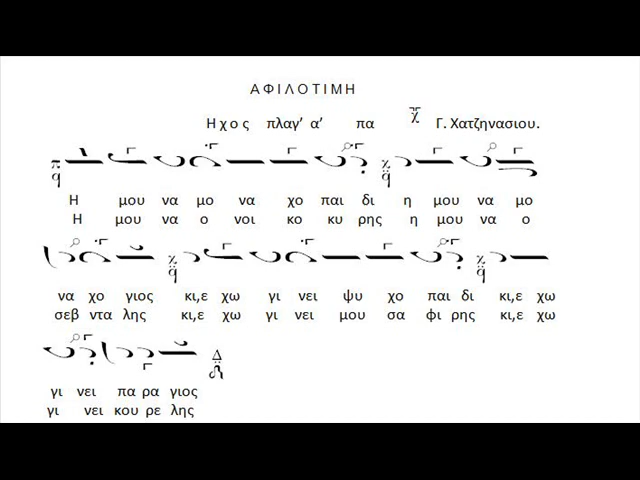 ΑΦΙΛΟΤΙΜΗ
Ηχος πλαγ' α' πα Γ. Χατζηνασιου.
Η μου να μο να χο παι δι η μου να μο
Η μου να ο νοι κο κυ ρης η μου να ο
να χο γιος κι,ε χω γι νει ψυ χο παι δι κι,ε χω
σεβ ντα λης κι,ε χω γι νει μου σα φι ρης κι,ε χω
γι νει πα ρα γιος
γι νει κου ρε λης